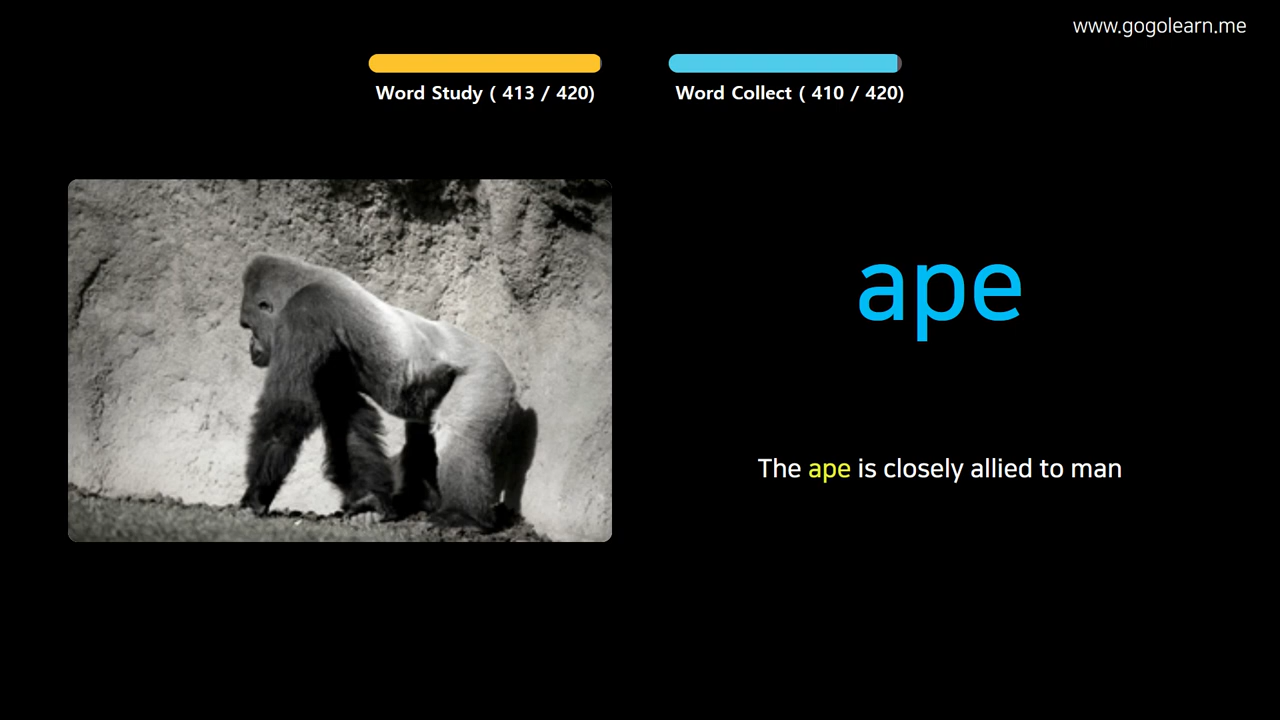 www.gogolearn.me
Word Study ( 413 / 420)
Word Collect ( 410 / 420)
ape
The ape is closely allied to man